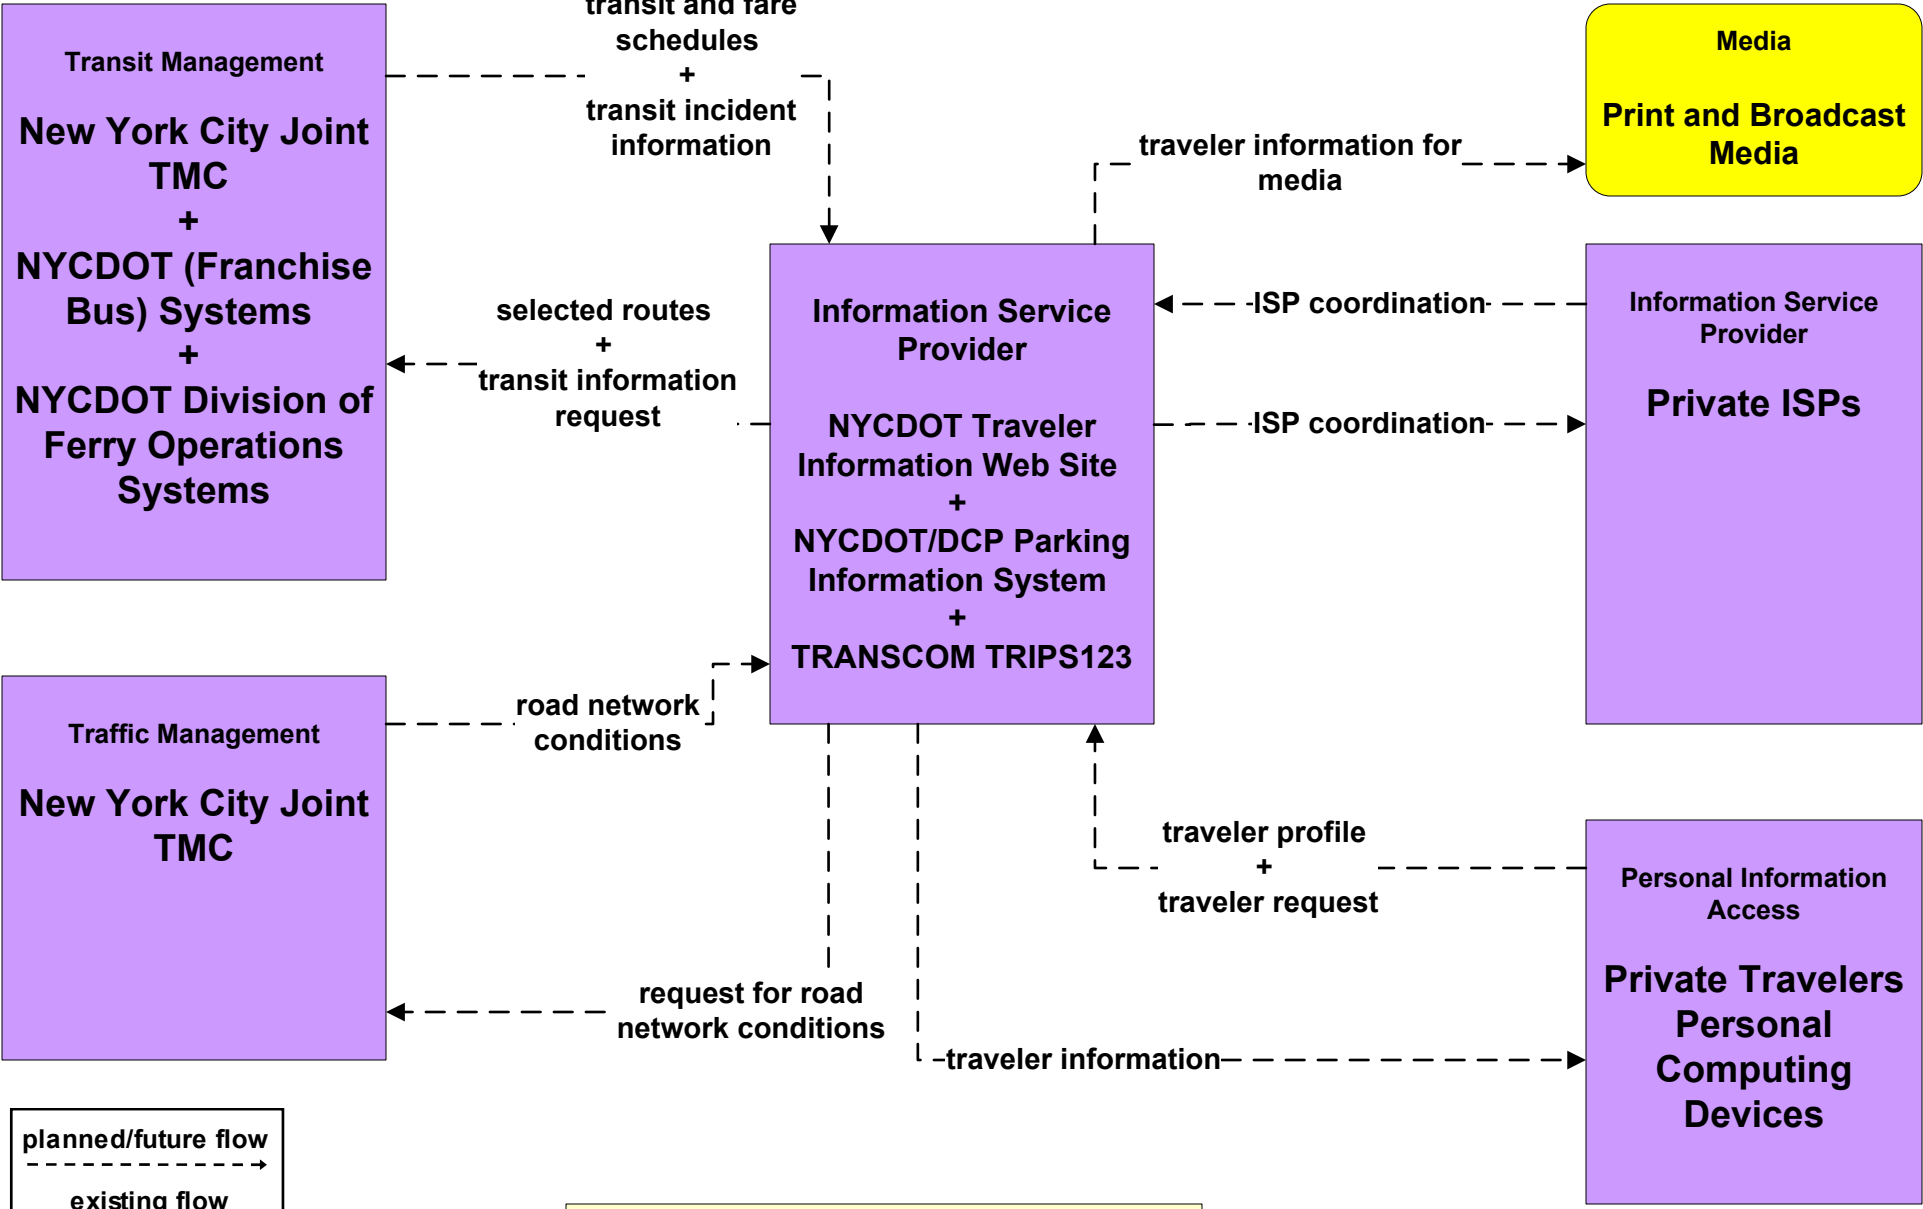 Transit Management
New York City Joint
TMC
+
NYCDOT (Franchise
Bus) Systems
+
NYCDOT Division of
Ferry Operations
Systems
transit and fare
schedules
+
transit incident
information
Media
Print and Broadcast
Media
traveler information for
media
selected routes
+
transit information
request
Information Service
Provider
NYCDOT Traveler
Information Web Site
+
NYCDOT/DCP Parking
Information System
+
TRANSCOM TRIPS123
ISP coordination
ISP coordination
Information Service
Provider
Private ISPs
Traffic Management
New York City Joint
TMC
road network
conditions
request for road
network conditions
traveler profile
+
traveler request
traveler information
Personal Information
Access
Private Travelers
Personal
Computing
Devices
planned/future flow
existing flow